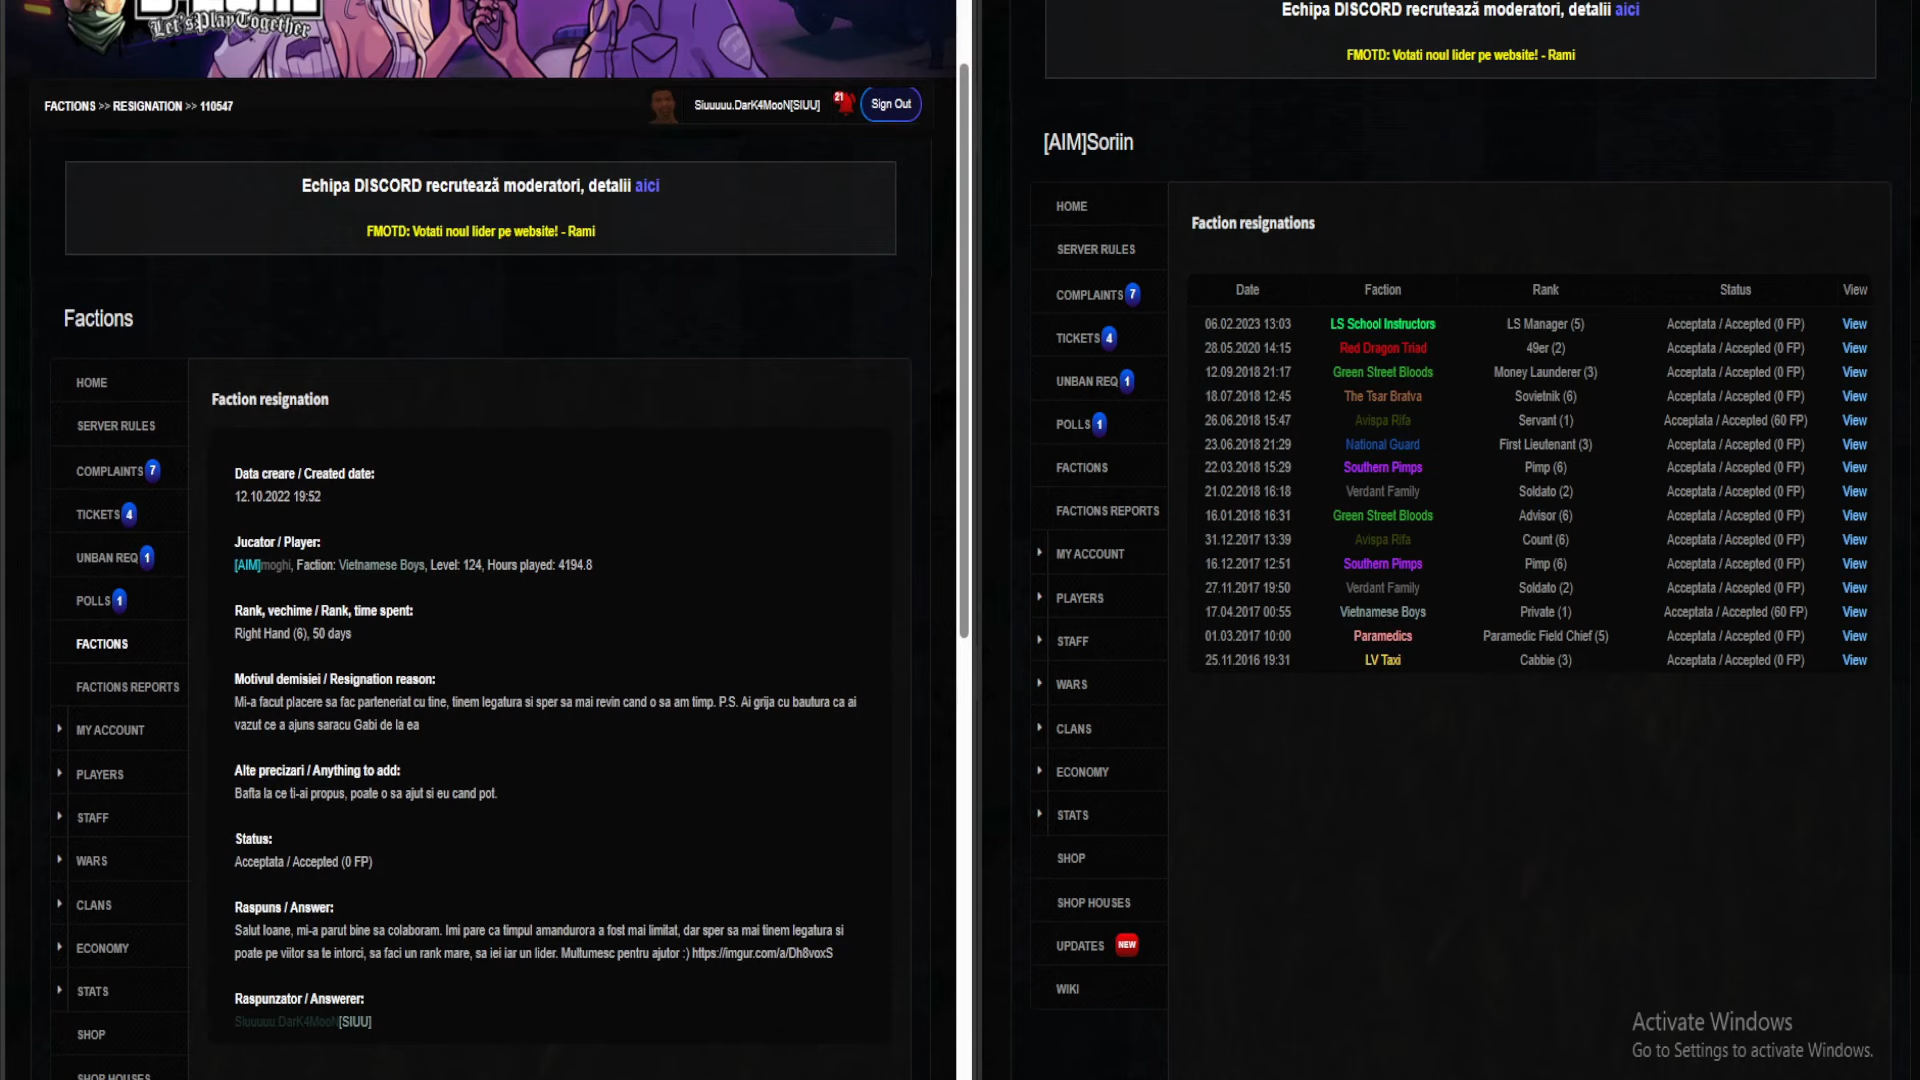 Let'sPlayTogether
FACTIONS >> RESIGNATION >> 110547
Siuuuuu.DarK4MooN[SIUU]
21
Sign Out
Echipa DISCORD recrutează moderatori, detalii aici
FMOTD: Votati noul lider pe website! - Rami
Factions
HOME
SERVER RULES
COMPLAINTS 7
TICKETS 4
UNBAN REQ 1
POLLS 1
FACTIONS
FACTIONS REPORTS
MY ACCOUNT
PLAYERS
STAFF
WARS
CLANS
ECONOMY
STATS
SHOP
SHOP HOUSES
Faction resignation
Data creare / Created date:
12.10.2022 19:52
Jucator / Player:
[AIM]moghi, Faction: Vietnamese Boys, Level: 124, Hours played: 4194.8
Rank, vechime / Rank, time spent:
Right Hand (6), 50 days
Motivul demisiei / Resignation reason:
Mi-a facut placere sa fac parteneriat cu tine, tinem legatura si sper sa mai revin cand o sa am timp. P.S. Ai grija cu bautura ca ai
vazut ce a ajuns saracu Gabi de la ea
Alte precizari / Anything to add:
Bafta la ce ti-ai propus, poate o sa ajut si eu cand pot.
Status:
Acceptata / Accepted (0 FP)
Raspuns / Answer:
Salut Ioane, mi-a parut bine sa colaboram. Imi pare ca timpul amandurora a fost mai limitat, dar sper sa mai tinem legatura si
poate pe viitor sa te intorci, sa faci un rank mare, sa iei iar un lider. Multumesc pentru ajutor :) https://imgur.com/a/Dh8voxS
Raspunzator / Answerer:
Siuuuuu.DarK4MooN[SIUU]
Echipa DISCORD recrutează moderatori, detalii aici
FMOTD: Votati noul lider pe website! - Rami
[AIM]Soriin
HOME
SERVER RULES
COMPLAINTS 7
TICKETS 4
UNBAN REQ 1
POLLS 1
FACTIONS
FACTIONS REPORTS
MY ACCOUNT
PLAYERS
STAFF
WARS
CLANS
ECONOMY
STATS
SHOP
SHOP HOUSES
UPDATES NEW
WIKI
Faction resignations
Date Faction Rank Status View
06.02.2023 13:03 LS School Instructors LS Manager (5) Acceptata / Accepted (0 FP) View
28.05.2020 14:15 Red Dragon Triad 49er (2) Acceptata / Accepted (0 FP) View
12.09.2018 21:17 Green Street Bloods Money Launderer (3) Acceptata / Accepted (0 FP) View
18.07.2018 12:45 The Tsar Bratva Sovietnik (6) Acceptata / Accepted (0 FP) View
26.06.2018 15:47 Avispa Rifa Servant (1) Acceptata / Accepted (60 FP) View
23.06.2018 21:29 National Guard First Lieutenant (3) Acceptata / Accepted (0 FP) View
22.03.2018 15:29 Southern Pimps Pimp (6) Acceptata / Accepted (0 FP) View
21.02.2018 16:18 Verdant Family Soldato (2) Acceptata / Accepted (0 FP) View
16.01.2018 16:31 Green Street Bloods Advisor (6) Acceptata / Accepted (0 FP) View
31.12.2017 13:39 Avispa Rifa Count (6) Acceptata / Accepted (0 FP) View
16.12.2017 12:51 Southern Pimps Pimp (6) Acceptata / Accepted (0 FP) View
27.11.2017 19:50 Verdant Family Soldato (2) Acceptata / Accepted (0 FP) View
17.04.2017 00:55 Vietnamese Boys Private (1) Acceptata / Accepted (60 FP) View
01.03.2017 10:00 Paramedics Paramedic Field Chief (5) Acceptata / Accepted (0 FP) View
25.11.2016 19:31 LV Taxi Cabbie (3) Acceptata / Accepted (0 FP) View
Activate Windows
Go to Settings to activate Windows.